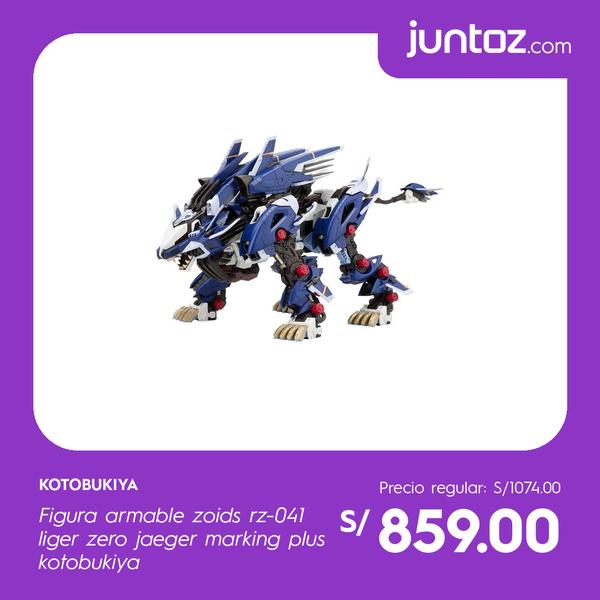 juntoz.com
KOTOBUKIYA
Figura armable zoids rz-041
liger zero jaeger marking plus
kotobukiya
Precio regular: S/1074.00
S/ 859.00